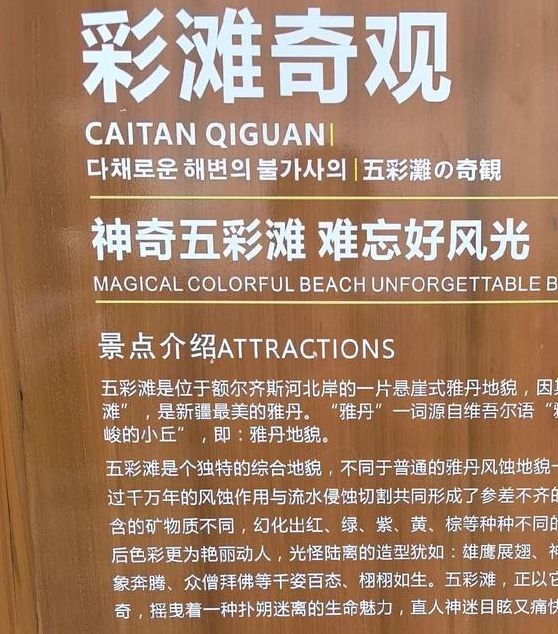 彩滩奇观
CAITAN QIGUAN
다채로운 해변의 불가사의 | 五彩灘の奇観
神奇五彩滩 难忘好风光
MAGICAL COLORFUL BEACH UNFORGETTABLE B
景点介绍ATTRACTIONS
五彩滩是位于额尔齐斯河北岸的一片悬崖式雅丹地貌，因
滩”，是新疆最美的雅丹。“雅丹”一词源自维吾尔语“雅
峻的小丘”，即：雅丹地貌。
五彩滩是个独特的综合地貌，不同于普通的雅丹风蚀地貌
过千万年的风蚀作用与流水侵蚀切割共同形成了参差不齐的
含的矿物质不同，幻化出红、绿、紫、黄、棕等种种不同的
后色彩更为艳丽动人，光怪陆离的造型犹如：雄鹰展翅、神
象奔腾、众僧拜佛等千姿百态、栩栩如生。五彩滩，正以它
奇，摇曳着一种扑朔迷离的生命魅力，直人神迷目眩又痛快